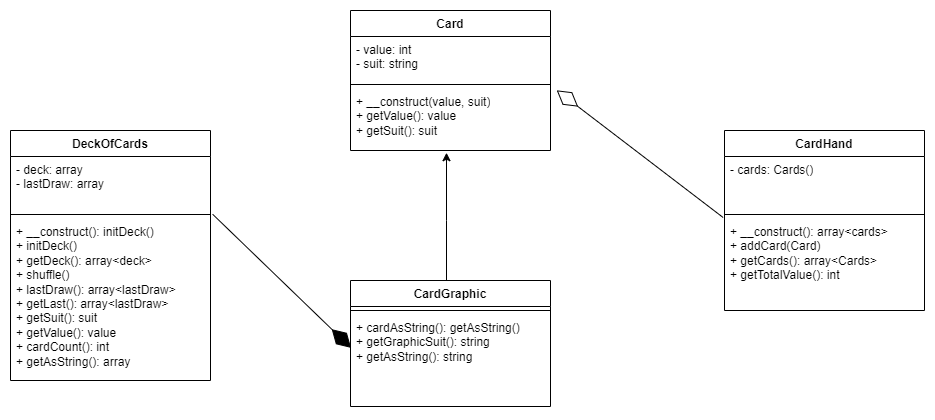 Card
- value: int
- suit: string
+ __construct(value, suit)
+ getValue(): value
+ getSuit(): suit
DeckOfCards
- deck: array
- lastDraw: array
+ __construct(): initDeck()
+ initDeck()
+ getDeck(): array<deck>
+ shuffle()
+ lastDraw(): array<lastDraw>
+ getLast(): array<lastDraw>
+ getSuit(): suit
+ getValue(): value
+ cardCount(): int
+ getAsString(): array
CardHand
- cards: Cards()
+ __construct(): array<cards>
+ addCard(Card)
+ getCards(): array<Cards>
+ getTotalValue(): int
CardGraphic
+ cardAsString(): getAsString()
+ getGraphicSuit(): string
+ getAsString(): string